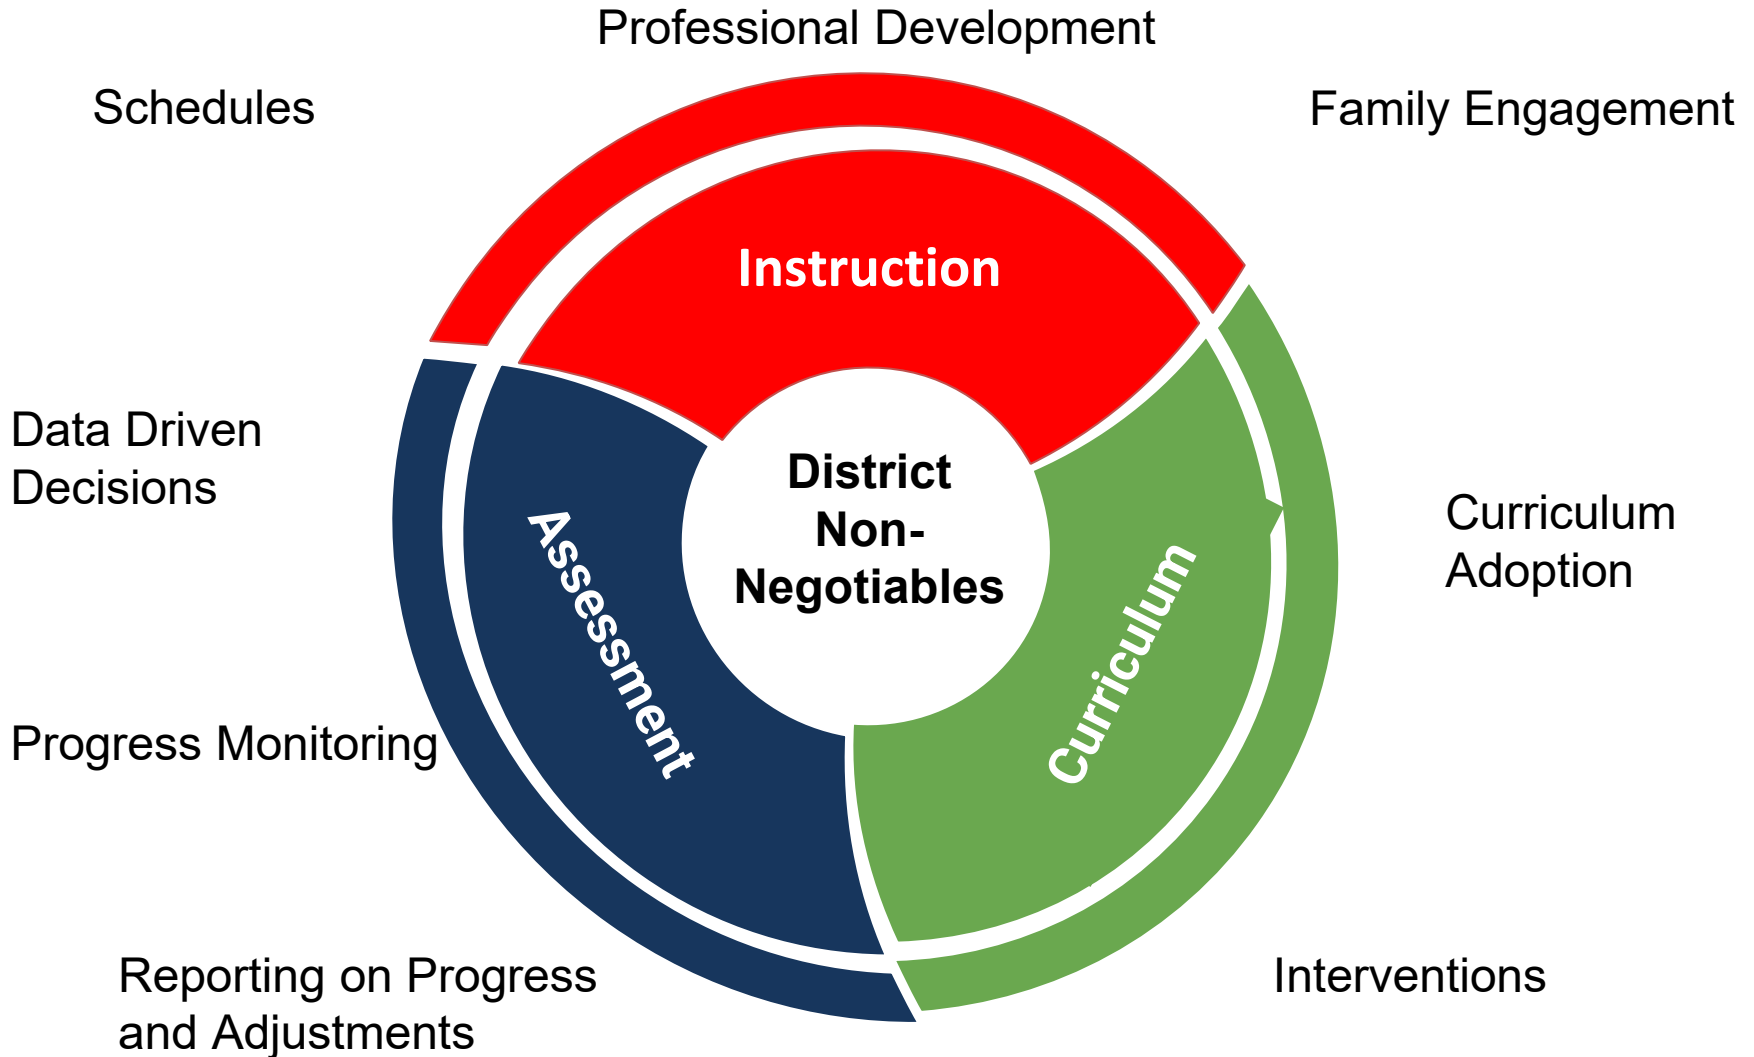 Professional Development
Schedules
Family Engagement
Instruction
Data Driven
Decisions
District
Non-
Negotiables
Curriculum
Adoption
Assessment
Curriculum
Progress Monitoring
Reporting on Progress
and Adjustments
Interventions